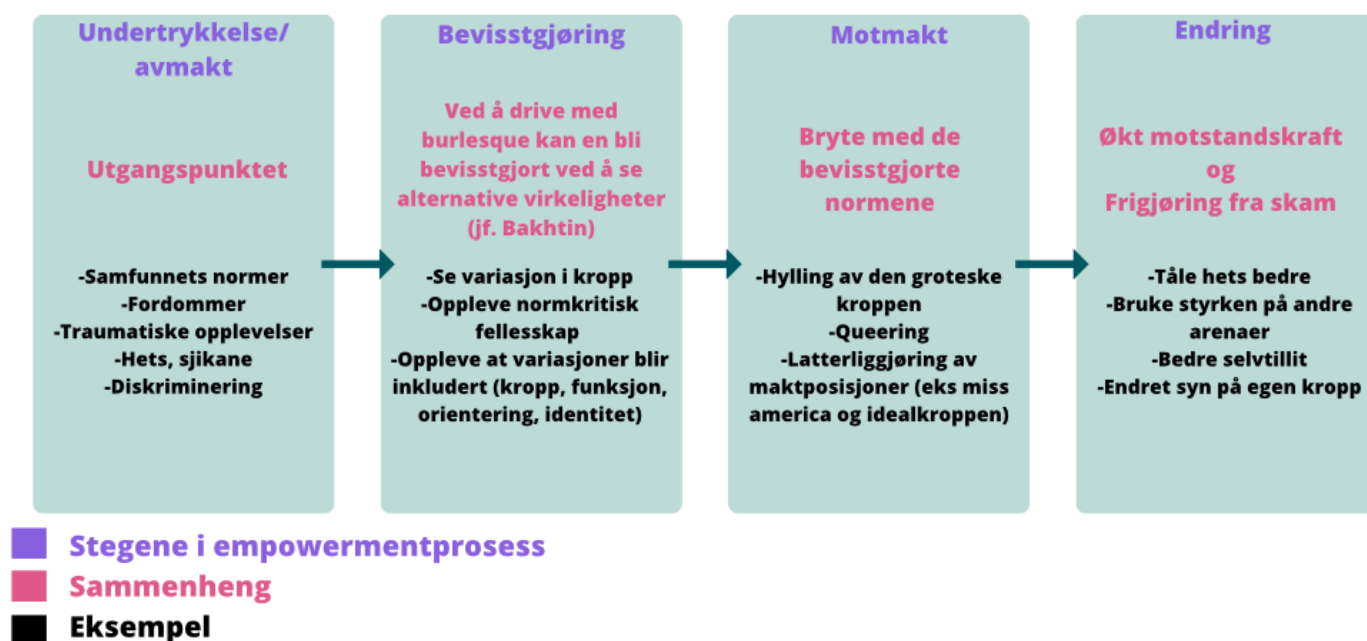 Undertrykkelse/
avmakt
Utgangspunktet
-Samfunnets normer
-Fordommer
-Traumatiske opplevelser
-Hets, sjikane
-Diskriminering
Bevisstgjøring
Ved å drive med
burlesque kan en bli
bevisstgjort ved å se
alternative virkeligheter
(jf. Bakhtin)
-Se variasjon i kropp
-Oppleve normkritisk
fellesskap
-Oppleve at variasjoner blir
inkludert (kropp, funksjon,
orientering, identitet)
Motmakt
Bryte med de
bevisstgjorte
normene
-Hylling av den groteske
kroppen
-Queering
-Latterliggjøring av
maktposisjoner (eks miss
america og idealkroppen)
Endring
Økt motstandskraft
og
Frigjøring fra skam
-Tåle hets bedre
-Bruke styrken på andre
arenaer
-Bedre selvtillit
-Endret syn på egen kropp
Stegene i empowermentprosess
Sammenheng
Eksempel